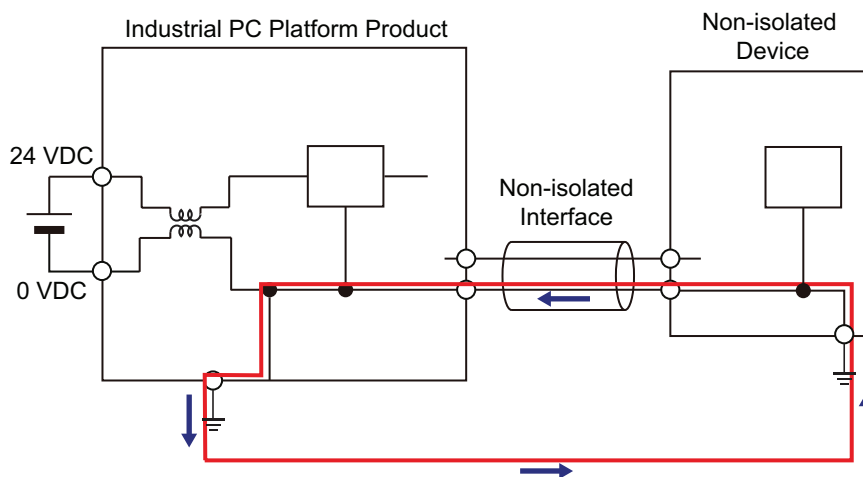 Industrial PC Platform Product
Non-isolated
Device
24 VDC
Non-isolated
Interface
0 VDC